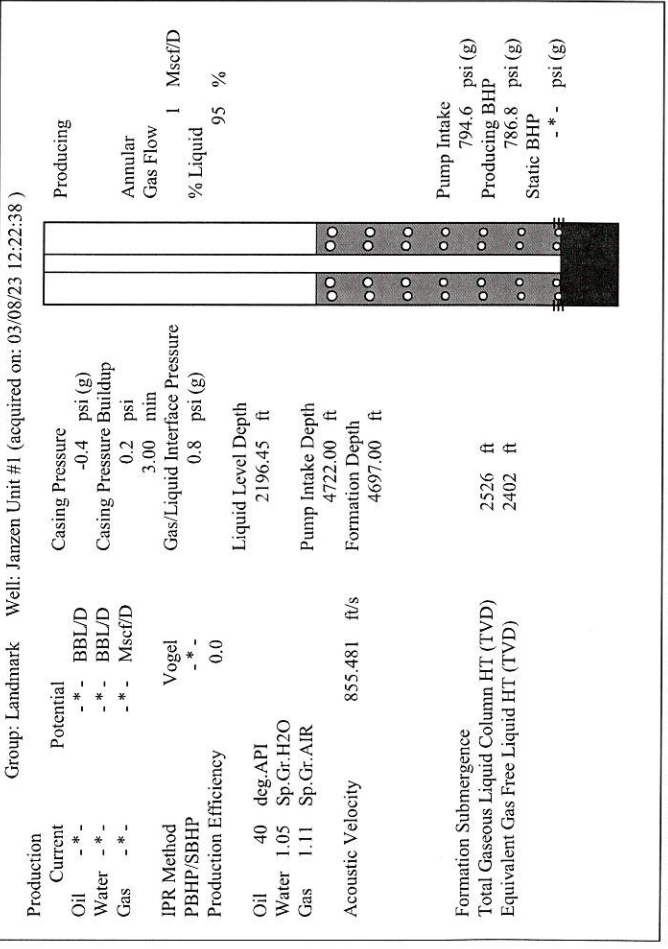 Group: Landmark Well: Janzen Unit #1 (acquired on: 03/08/23 12:22:38 )
Production
Current Potential
Oil - * - - * - BBL/D
Water - * - - * - BBL/D
Gas - * - - * - Mscf/D
IPR Method Vogel
PBHP/SBHP - * -
Production Efficiency 0.0
Oil 40 deg.API
Water 1.05 Sp.Gr.H2O
Gas 1.11 Sp.Gr.AIR
Acoustic Velocity 855.481 ft/s
Formation Submergence
Total Gaseous Liquid Column HT (TVD) 2526 ft
Equivalent Gas Free Liquid HT (TVD) 2402 ft
Casing Pressure
-0.4 psi (g)
Casing Pressure Buildup
0.2 psi
3.00 min
Gas/Liquid Interface Pressure
0.8 psi (g)
Liquid Level Depth
2196.45 ft
Pump Intake Depth
4722.00 ft
Formation Depth
4697.00 ft
Producing
Annular
Gas Flow
1 Mscf/D
% Liquid
95 %
Pump Intake
794.6 psi (g)
Producing BHP
786.8 psi (g)
Static BHP
- * - psi (g)